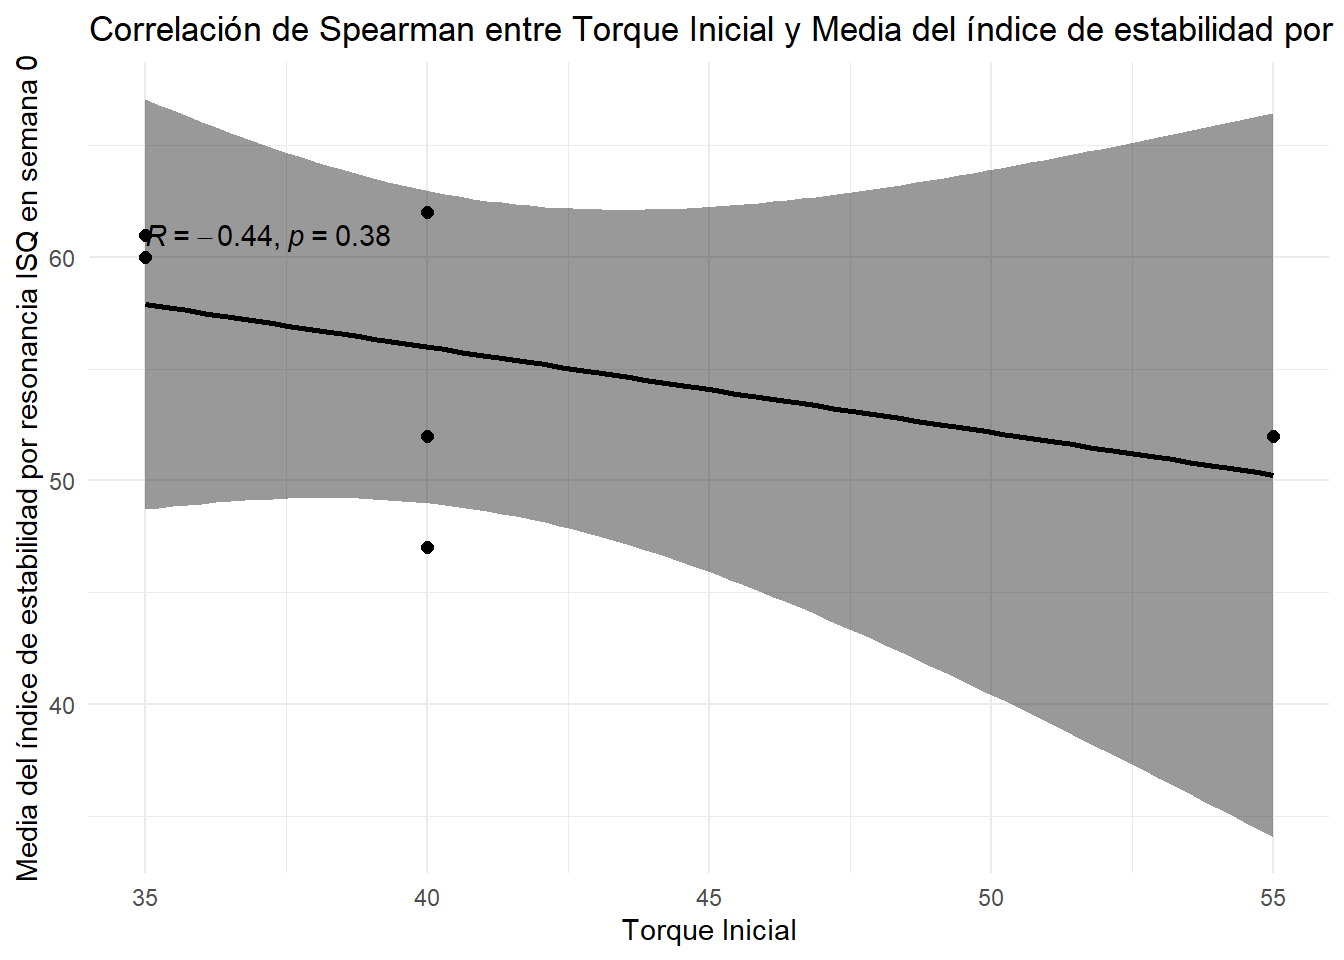 Correlación de Spearman entre Torque Inicial y Media del índice de estabilidad por
Media del índice de estabilidad por resonancia ISQ en semana 0
R = −0.44, p = 0.38
60
50
40
35 40 45 50 55
Torque Inicial